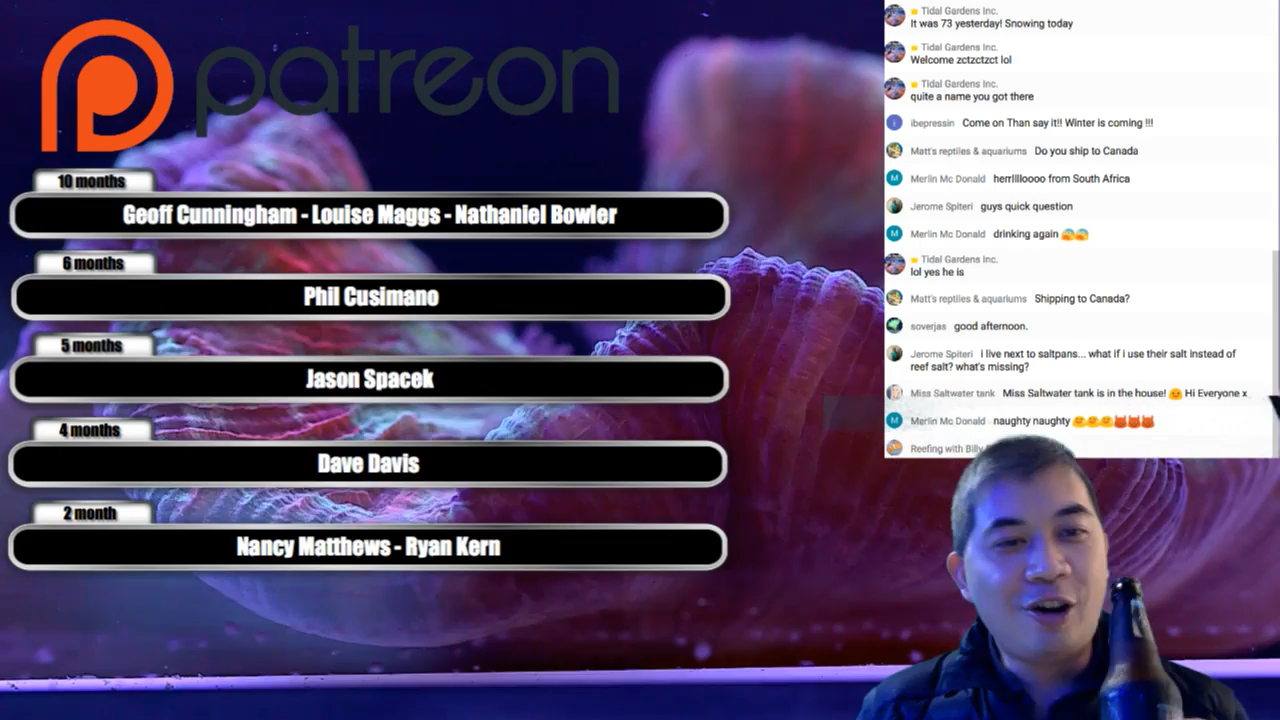 patreon
10 months
Geoff Cunningham - Louise Maggs - Nathaniel Bowler
6 months
Phil Cusimano
5 months
Jason Spacek
4 months
Dave Davis
2 month
Nancy Matthews - Ryan Kern
Tidal Gardens Inc.
It was 73 yesterday! Snowing today
Tidal Gardens Inc.
Welcome zctzctzct lol
Tidal Gardens Inc.
quite a name you got there
i ibepressin Come on Than say it!! Winter is coming !!!
Matt's reptiles & aquariums Do you ship to Canada
M Merlin Mc Donald herrlllloooo from South Africa
Jerome Spiteri guys quick question
M Merlin Mc Donald drinking again 😱😱
Tidal Gardens Inc.
lol yes he is
Matt's reptiles & aquariums Shipping to Canada?
soverjas good afternoon.
Jerome Spiteri i live next to saltpans... what if i use their salt instead of
reef salt? what's missing?
Miss Saltwater tank Miss Saltwater tank is in the house! 🌞 Hi Everyone x
M Merlin Mc Donald naughty naughty
Reefing with Billy